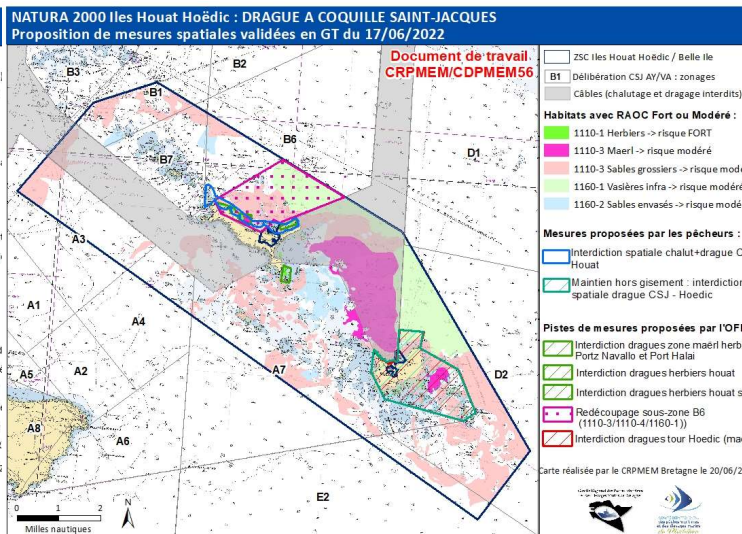 NATURA 2000 Iles Houat Hoëdic : DRAGUE A COQUILLE SAINT-JACQUES
Proposition de mesures spatiales validées en GT du 17/06/2022
Document de travail
CRPMEM/CDPMEM56
B3
B2
B1
B6
B7
D1
A3
A1
A4
A5
A2
A7
D2
A8
A6
E2
0 1 2
Milles nautiques
N
ZSC Iles Houat Hoëdic / Belle Ile
B1 Délibération CSJ AY/VA : zonages
Câbles (chalutage et dragage interdits)
Habitats avec RAOC Fort ou Modéré :
1110-1 Herbiers -> risque FORT
1110-3 Maerl -> risque modéré
1110-3 Sables grossiers -> risque mod
1160-1 Vasières infra -> risque modéré
1160-2 Sables envasés -> risque modé
Mesures proposées par les pêcheurs :
Interdiction spatiale chalut+drague C
Houat
Maintien hors gisement : interdiction
spatiale drague CSJ - Hoedic
Pistes de mesures proposées par l'OF
Interdiction dragues zone maërl herb
Portz Navallo et Port Halai
Interdiction dragues herbiers houat
Interdiction dragues herbiers houat s
Redécoupage sous-zone B6
(1110-3/1110-4/1160-1))
Interdiction dragues tour Hoedic (ma
Carte réalisée par le CRPMEM Bretagne le 20/06/2